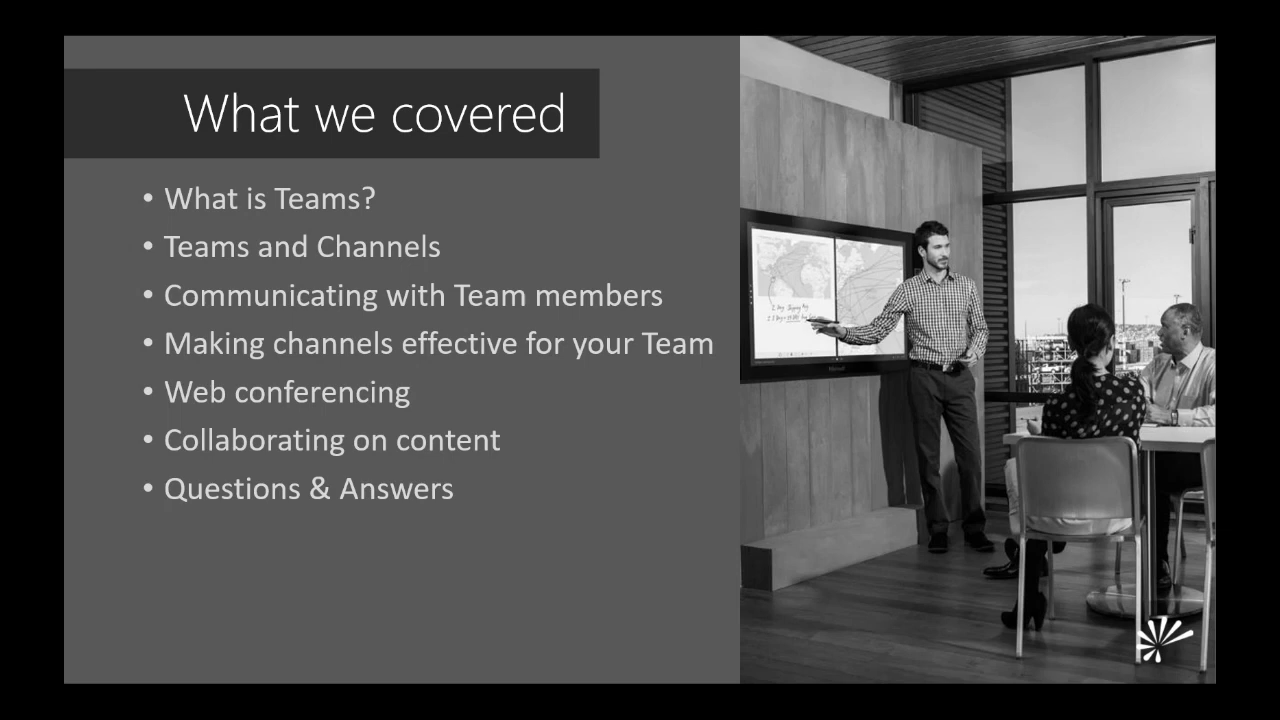 What we covered
• What is Teams?
• Teams and Channels
• Communicating with Team members
• Making channels effective for your Team
• Web conferencing
• Collaborating on content
• Questions & Answers